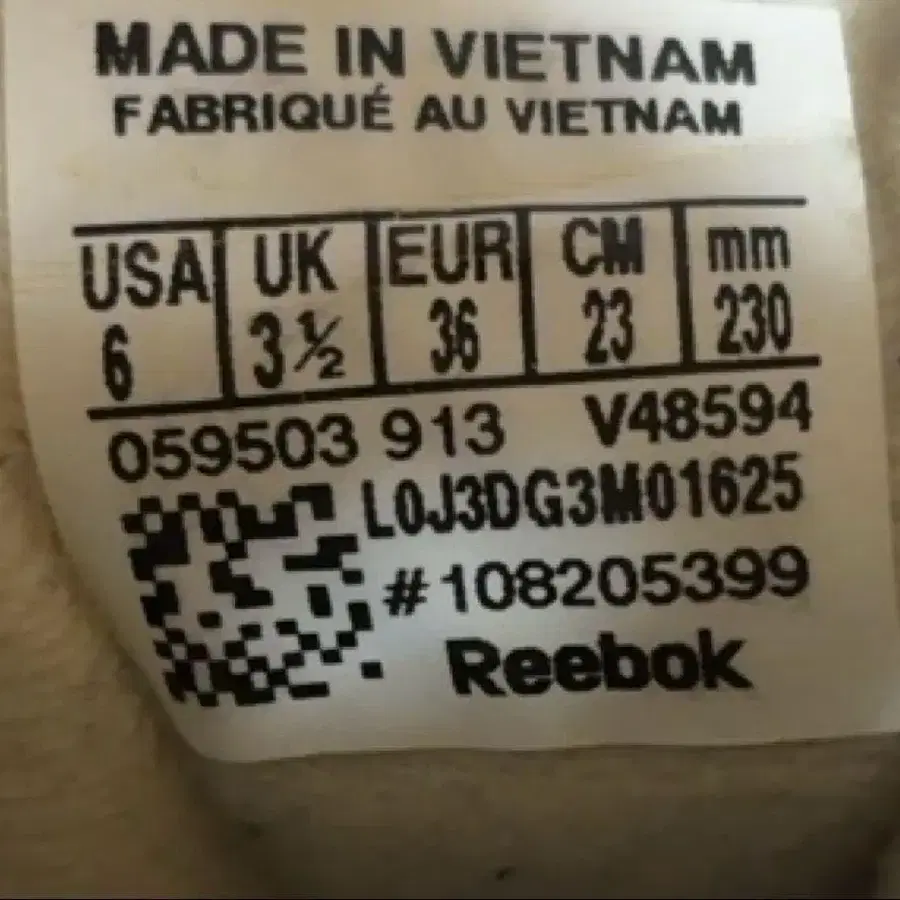 MADE IN VIETNAM
FABRIQUÉ AU VIETNAM
USA UK EUR CM mm
6 3½ 36 23 230
059503 913 V48594
L0J3DG3M01625
#108205399
Reebok